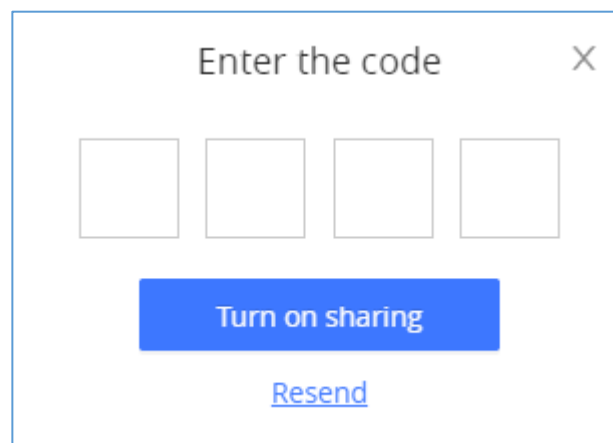 Enter the code X
Turn on sharing
Resend